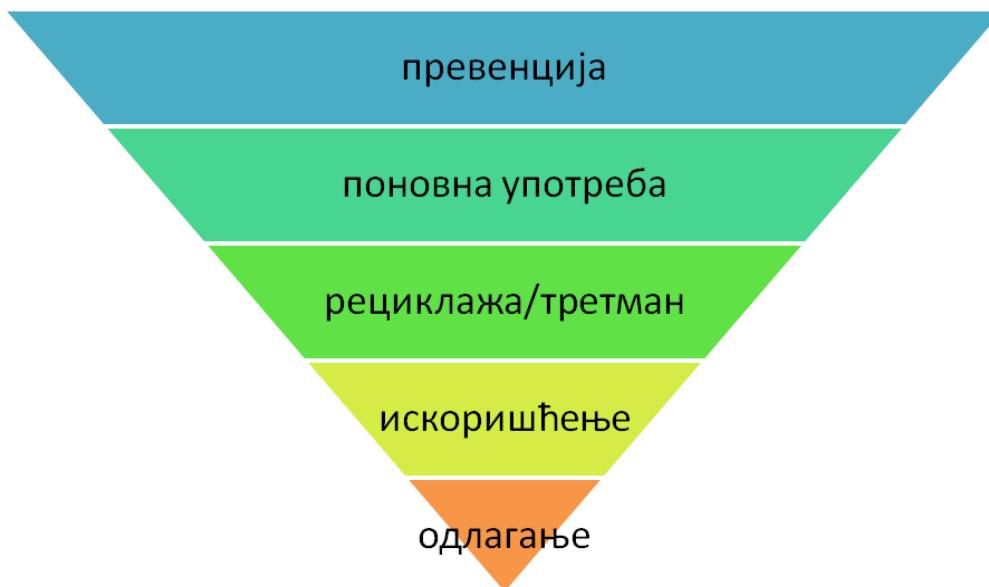 превенција
поновна употреба
рециклажа/третман
искоришћење
одлагање